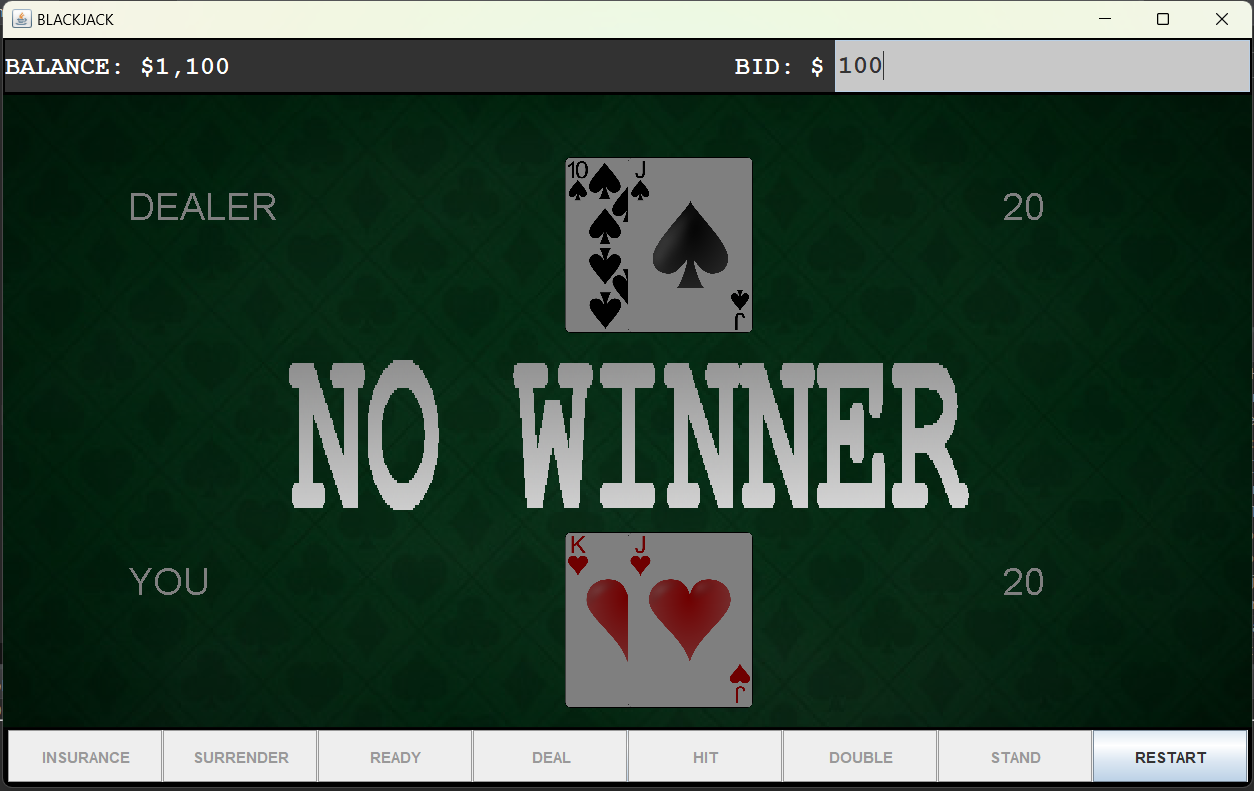 BLACKJACK
BALANCE: $1,100 BID: $ 100
10 J
DEALER 20
J
NO WINNER
K J
YOU 20
J
INSURANCE SURRENDER READY DEAL HIT DOUBLE STAND RESTART